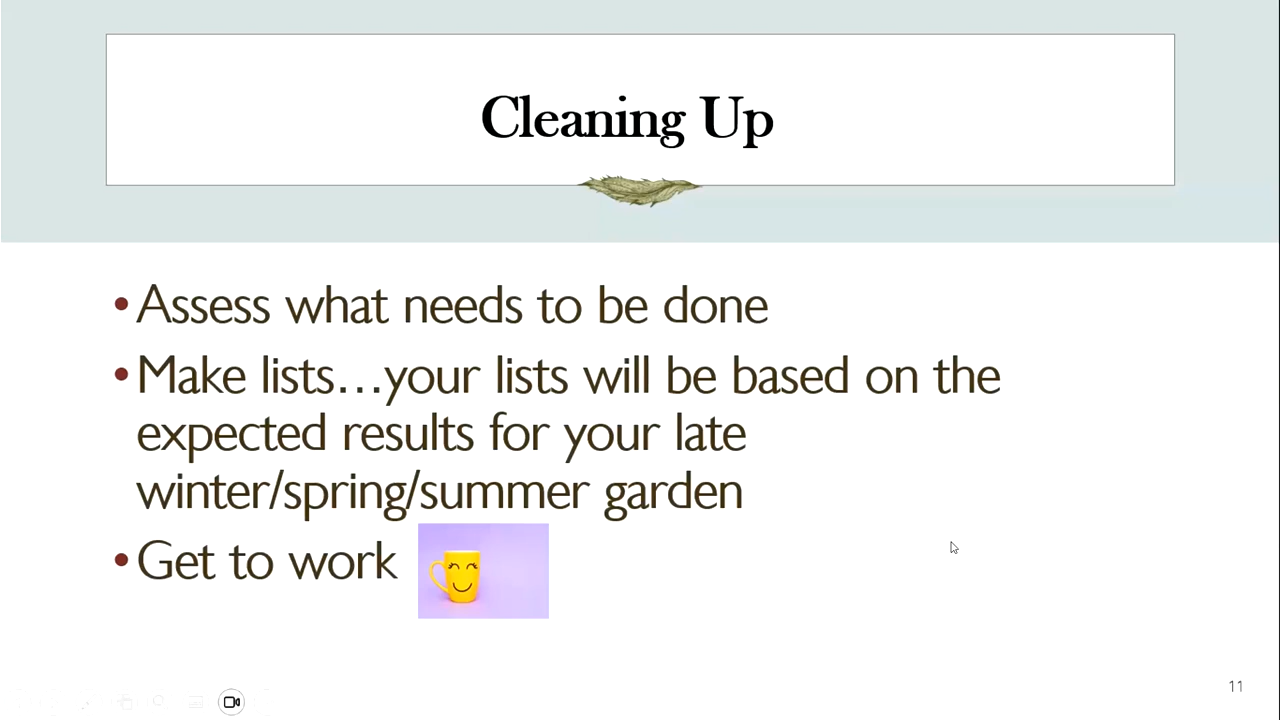 Cleaning Up
•Assess what needs to be done
•Make lists…your lists will be based on the
expected results for your late
winter/spring/summer garden
•Get to work
11